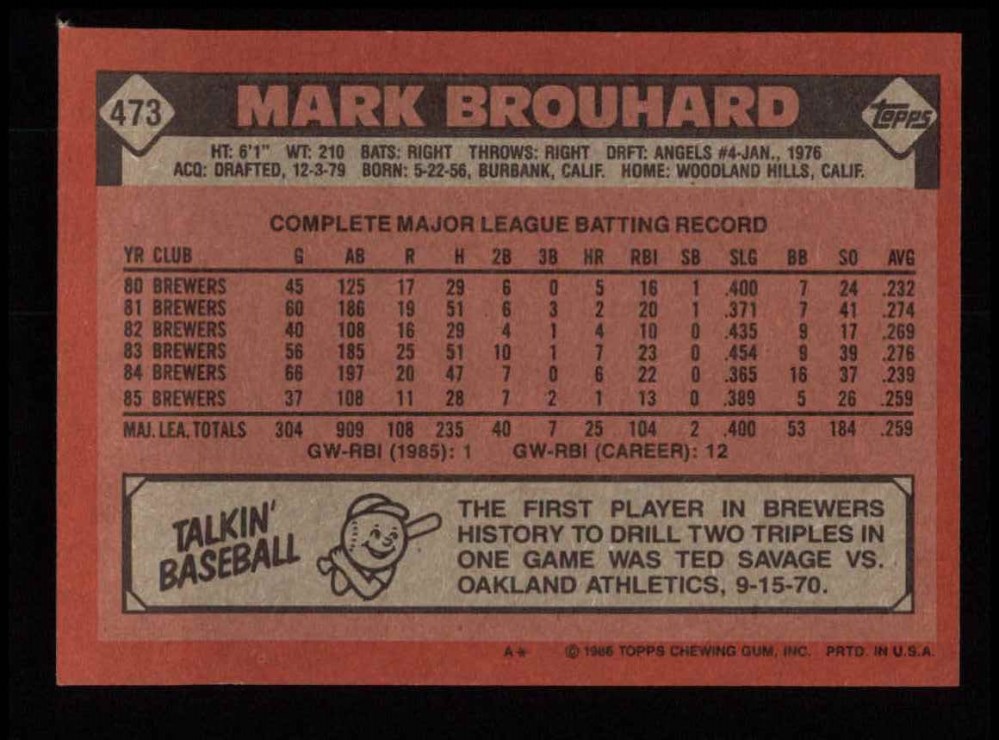 473
MARK BROUHARD
Topps
HT: 6'1" WT: 210 BATS: RIGHT THROWS: RIGHT DRFT: ANGELS #4-JAN., 1976
ACQ: DRAFTED, 12-3-79 BORN: 5-22-56, BURBANK, CALIF. HOME: WOODLAND HILLS, CALIF.
COMPLETE MAJOR LEAGUE BATTING RECORD
YR CLUB G AB R H 2B 3B HR RBI SB SLG BB SO AVG
80 BREWERS 45 125 17 29 6 0 5 16 1 .400 7 24 .232
81 BREWERS 60 186 19 51 6 3 2 20 1 .371 7 41 .274
82 BREWERS 40 108 16 29 4 1 4 10 0 .435 9 17 .269
83 BREWERS 56 185 25 51 10 1 7 23 0 .454 9 39 .276
84 BREWERS 66 197 20 47 7 0 6 22 0 .365 16 37 .239
85 BREWERS 37 108 11 28 7 2 1 13 0 .389 5 26 .259
MAJ. LEA. TOTALS 304 909 108 235 40 7 25 104 2 .400 53 184 .259
GW-RBI (1985): 1 GW-RBI (CAREER): 12
TALKIN'
BASEBALL
THE FIRST PLAYER IN BREWERS
HISTORY TO DRILL TWO TRIPLES IN
ONE GAME WAS TED SAVAGE VS.
OAKLAND ATHLETICS, 9-15-70.
A* © 1986 TOPPS CHEWING GUM, INC. PRTD. IN U.S.A.